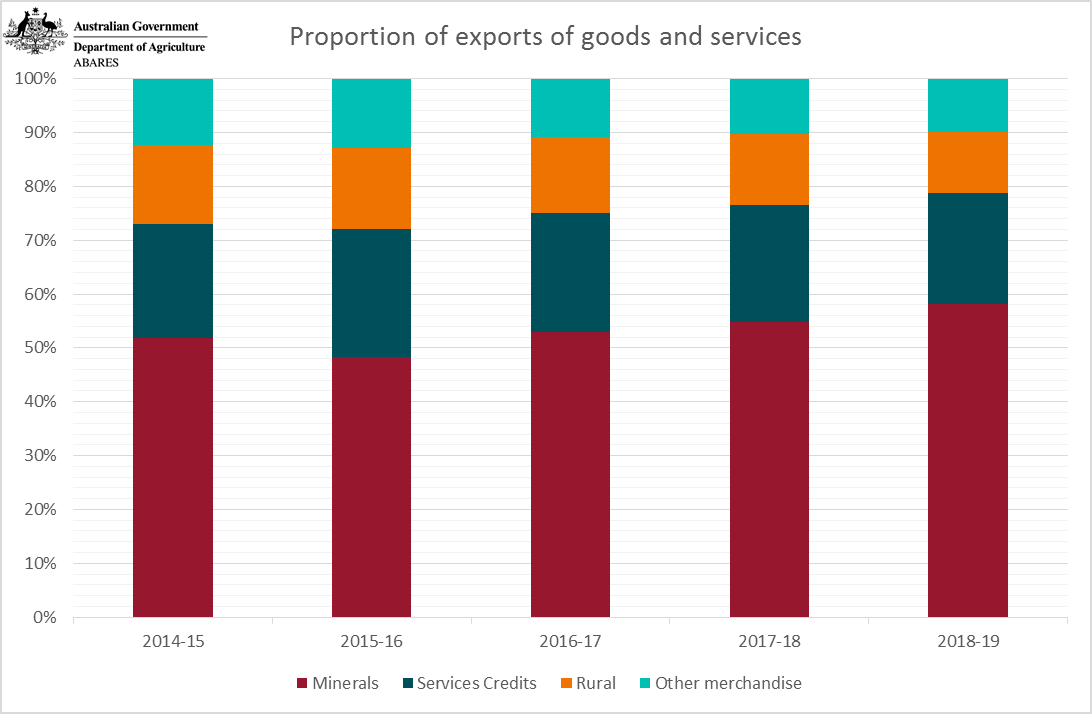 Australian Government
Department of Agriculture
ABARES
Proportion of exports of goods and services
100%
90%
80%
70%
60%
50%
40%
30%
20%
10%
0%
2014-15 2015-16 2016-17 2017-18 2018-19
Minerals Services Credits Rural Other merchandise